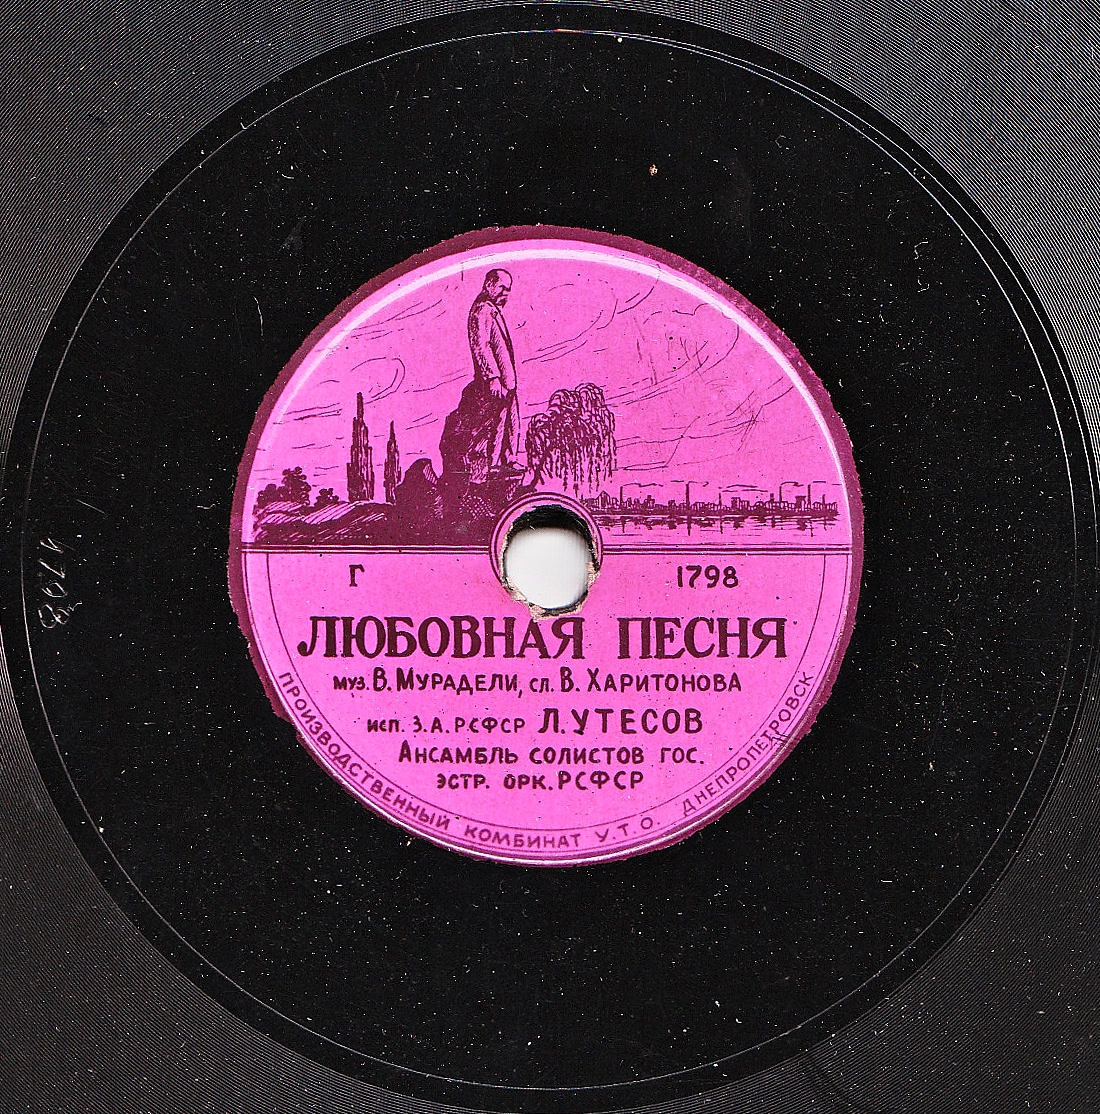 Г 1798
ЛЮБОВНАЯ ПЕСНЯ
муз. В. Мурадели, сл. В. Харитонова
исп. З.А. РСФСР Л. УТЕСОВ
Ансамбль солистов гос.
эстр. орк. РСФСР
ПРОИЗВОДСТВЕННЫЙ КОМБИНАТ У.Т.О. ДНЕПРОПЕТРОВСК